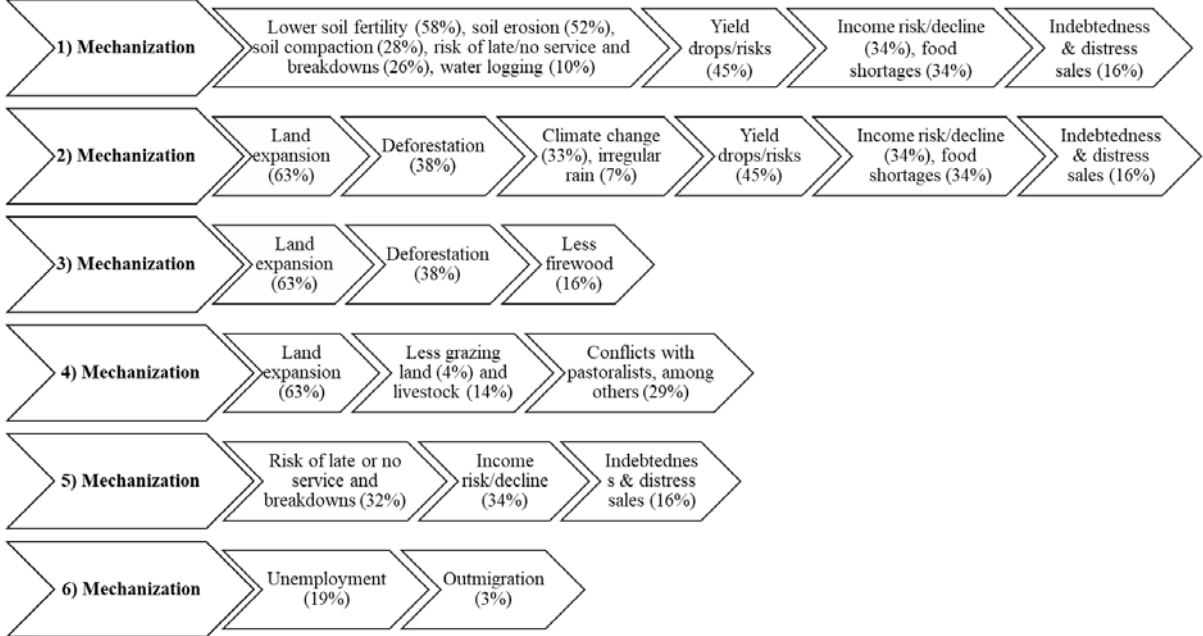 1) Mechanization
Lower soil fertility (58%), soil erosion (52%),
soil compaction (28%), risk of late/no service and
breakdowns (26%), water logging (10%)
Yield
drops/risks
(45%)
Income risk/decline
(34%), food
shortages (34%)
Indebtedness
& distress
sales (16%)
2) Mechanization
Land
expansion
(63%)
Deforestation
(38%)
Climate change
(33%), irregular
rain (7%)
Yield
drops/risks
(45%)
Income risk/decline
(34%), food
shortages (34%)
Indebtedness
& distress
sales (16%)
3) Mechanization
Land
expansion
(63%)
Deforestation
(38%)
Less
firewood
(16%)
4) Mechanization
Land
expansion
(63%)
Less grazing
land (4%) and
livestock (14%)
Conflicts with
pastoralists, among
others (29%)
5) Mechanization
Risk of late or no
service and
breakdowns (32%)
Income
risk/decline
(34%)
Indebtednes
s & distress
sales (16%)
6) Mechanization
Unemployment
(19%)
Outmigration
(3%)